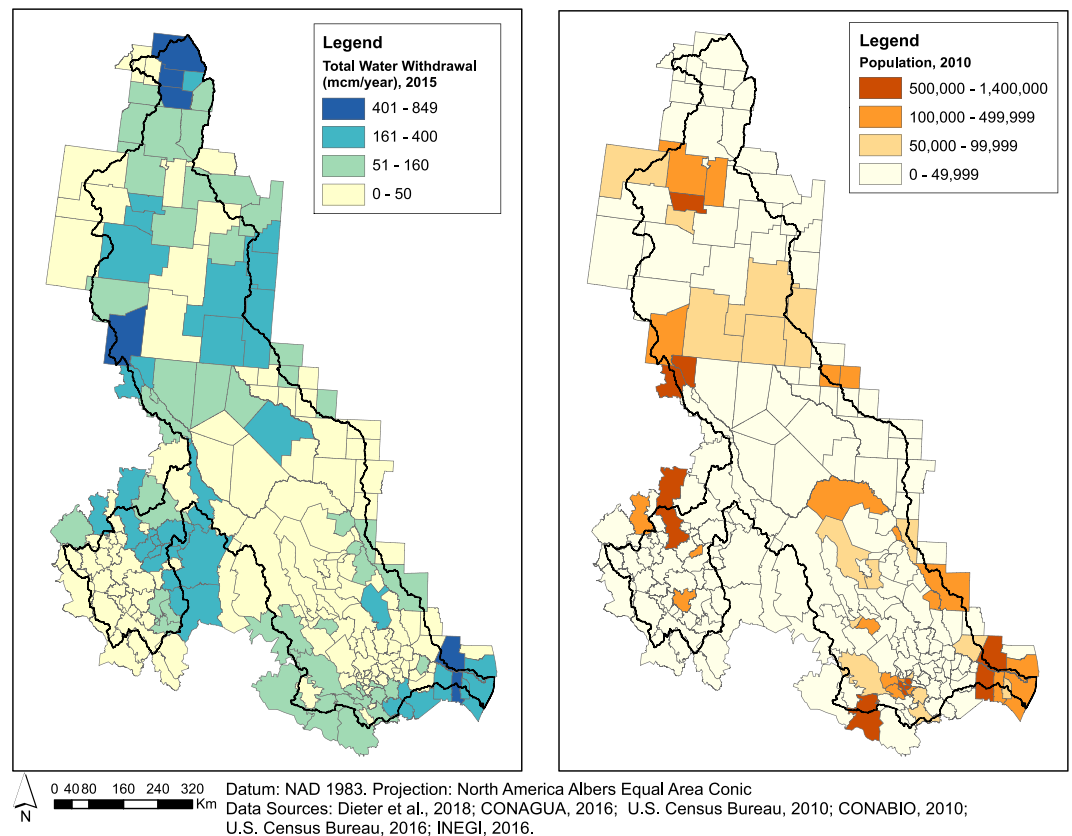 Legend
Total Water Withdrawal
(mcm/year), 2015
401 - 849
161 - 400
51 - 160
0 - 50
Legend
Population, 2010
500,000 - 1,400,000
100,000 - 499,999
50,000 - 99,999
0 - 49,999
N
0 40 80 160 240 320
Km
Datum: NAD 1983. Projection: North America Albers Equal Area Conic
Data Sources: Dieter et al., 2018; CONAGUA, 2016; U.S. Census Bureau, 2010; CONABIO, 2010;
U.S. Census Bureau, 2016; INEGI, 2016.